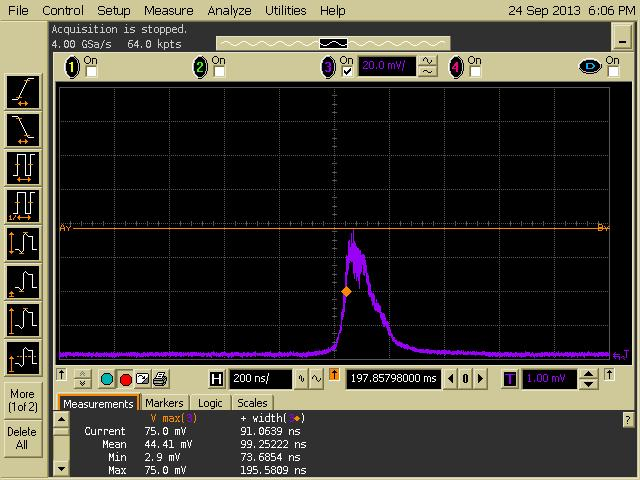 File Control Setup Measure Analyze Utilities Help 24 Sep 2013 6:06 PM
Acquisition is stopped.
4.00 GSa/s 64.0 kpts
1 On 2 On 3 On 20.0 mV/ 4 On D On
Ay By
T
H 200 ns/ 197.85798000 ms 0 T 1.00 mV
More
(1of 2)
Delete
All
Measurements Markers Logic Scales
V max(3) + width(3)
Current 75.0 mV 91.0639 ns
Mean 44.41 mV 99.25222 ns
Min 2.9 mV 73.6854 ns
Max 75.0 mV 195.5809 ns
?